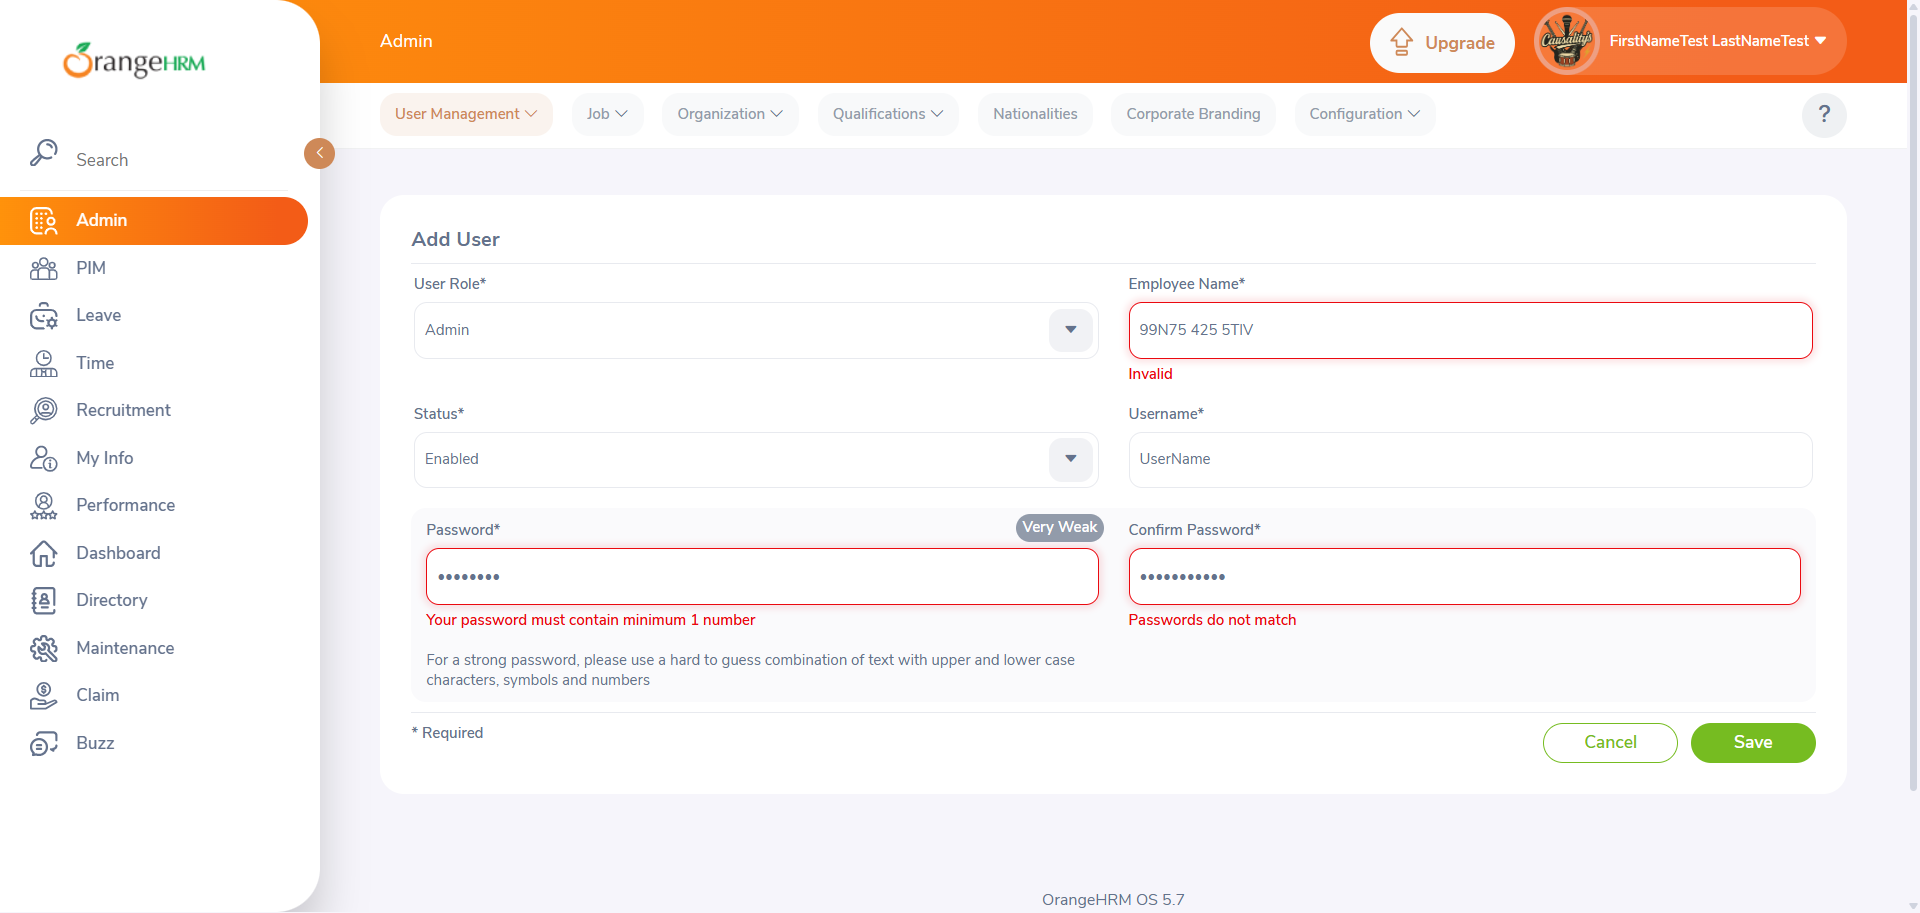 OrangeHRM
Admin
Upgrade
Causality's
FirstNameTest LastNameTest
User Management
Job
Organization
Qualifications
Nationalities
Corporate Branding
Configuration
?
Search
Admin
PIM
Leave
Time
Recruitment
My Info
Performance
Dashboard
Directory
Maintenance
Claim
Buzz
Add User
User Role*
Employee Name*
Admin
99N75 425 5TIV
Invalid
Status*
Username*
Enabled
UserName
Password*
Very Weak
Confirm Password*
••••••••
•••••••••••
Your password must contain minimum 1 number
Passwords do not match
For a strong password, please use a hard to guess combination of text with upper and lower case
characters, symbols and numbers
* Required
Cancel
Save
OrangeHRM OS 5.7